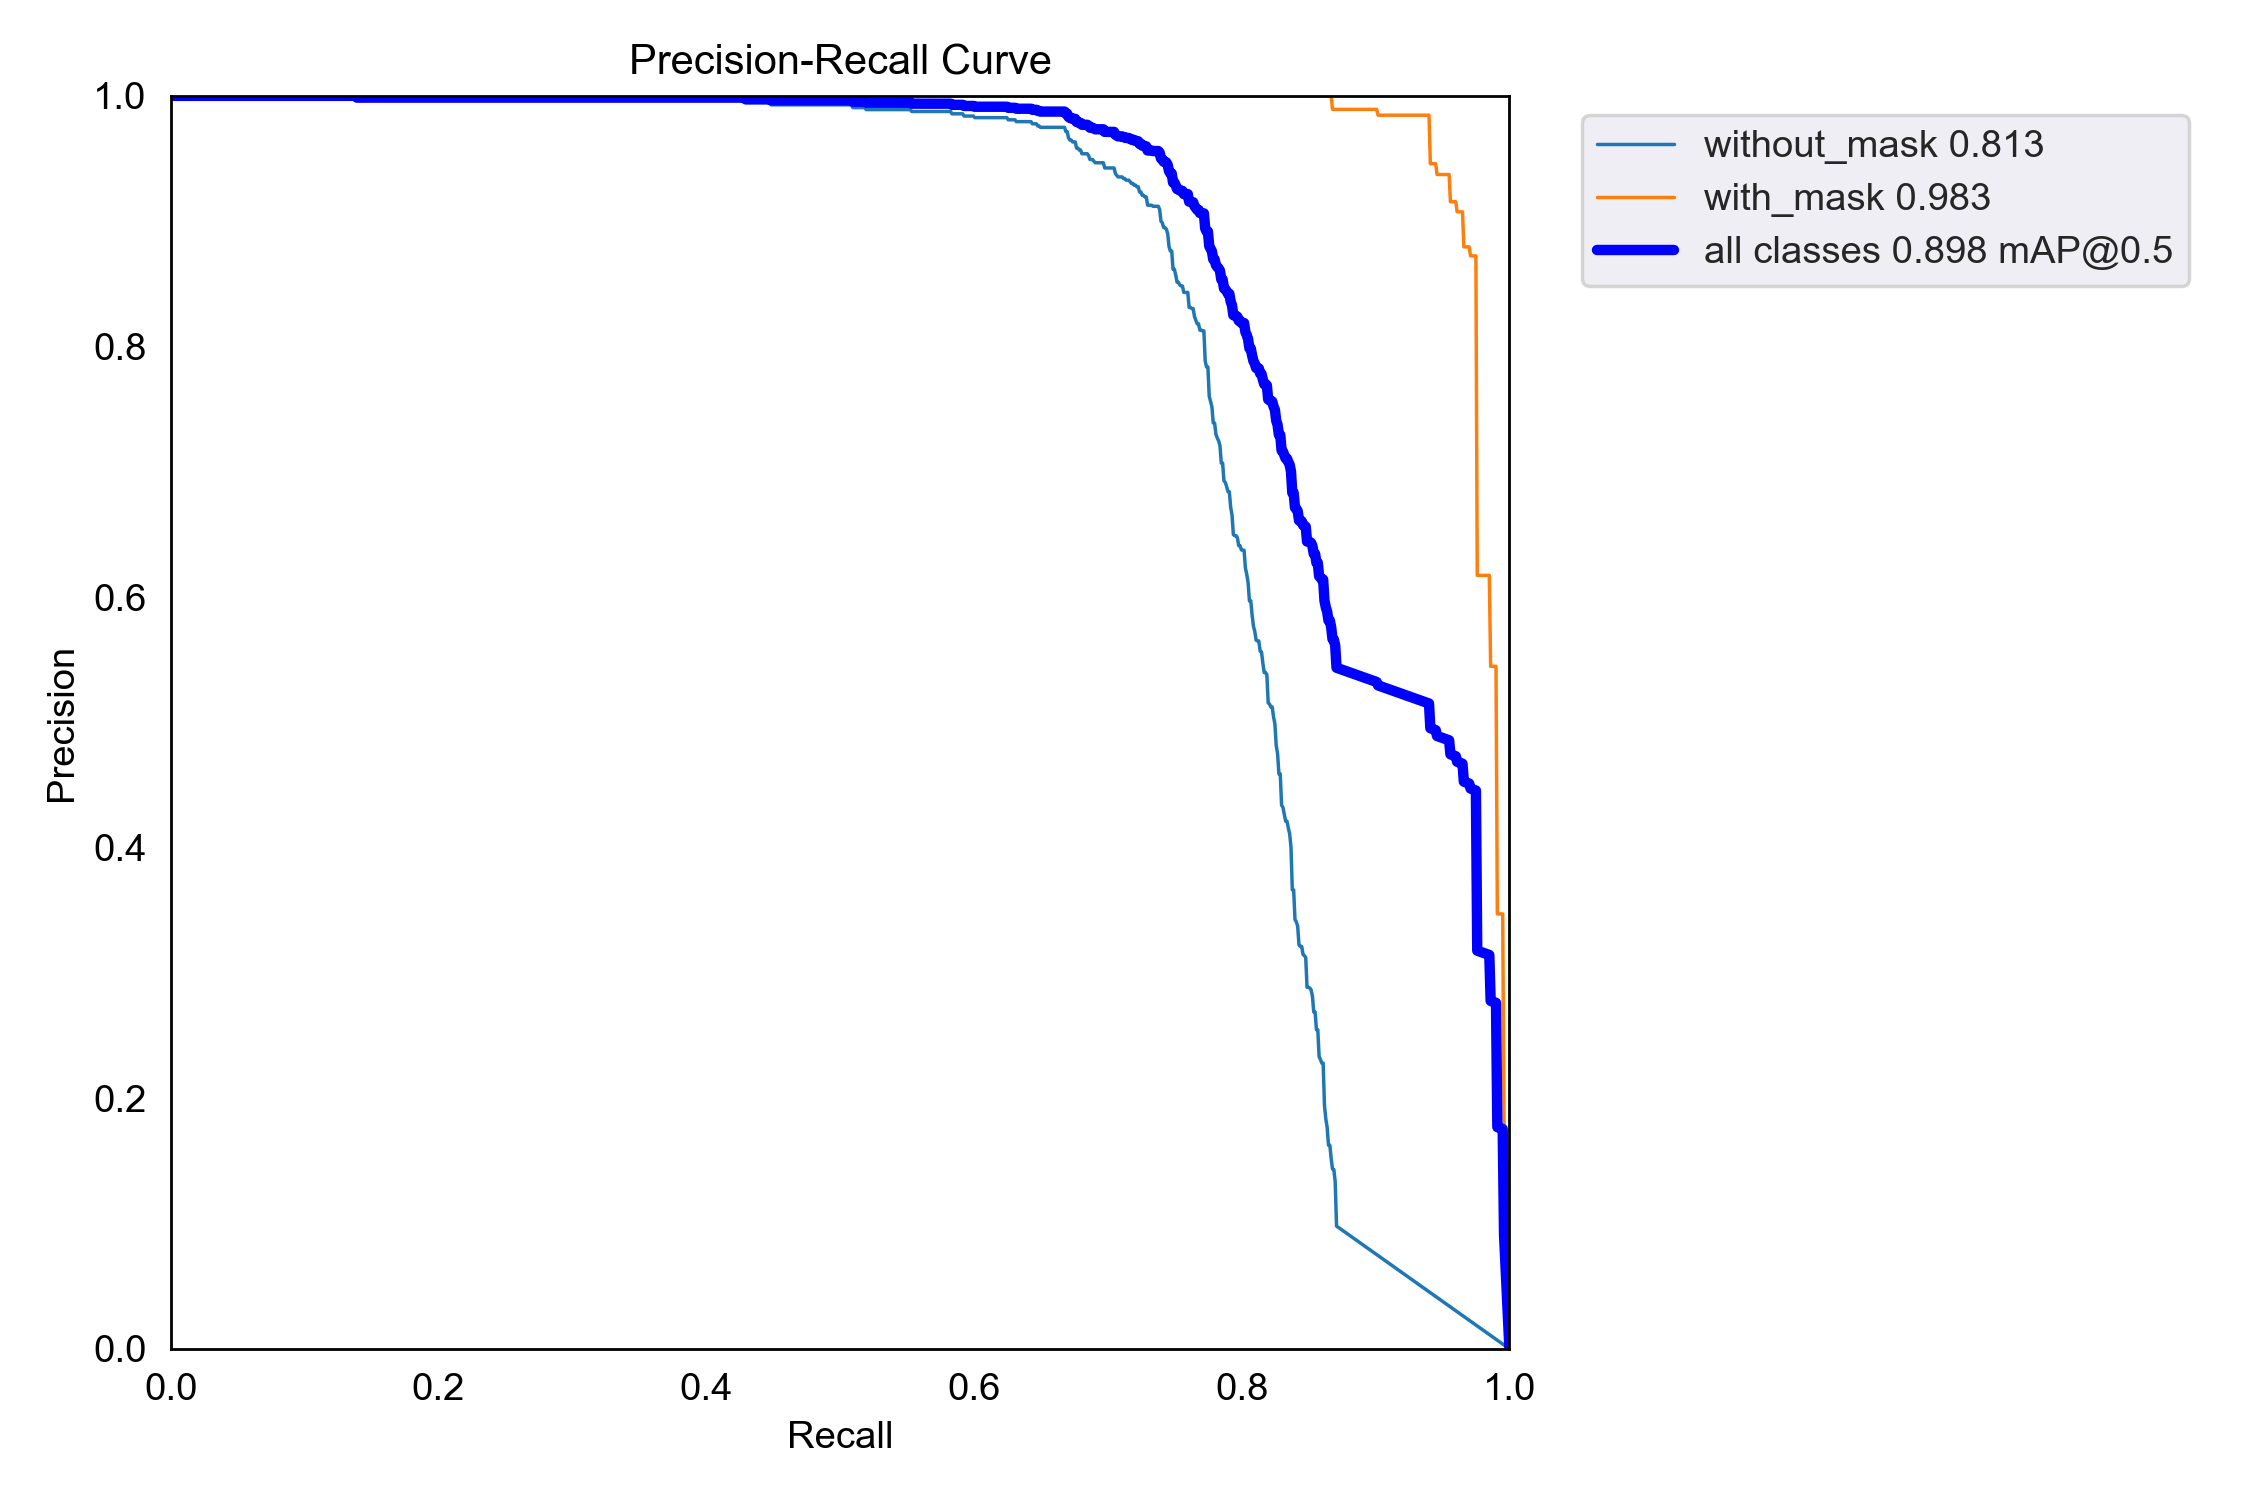 Precision-Recall Curve
1.0
0.8
0.6
0.4
0.2
0.0
Precision
0.0 0.2 0.4 0.6 0.8 1.0
Recall
without_mask 0.813
with_mask 0.983
all classes 0.898 mAP@0.5